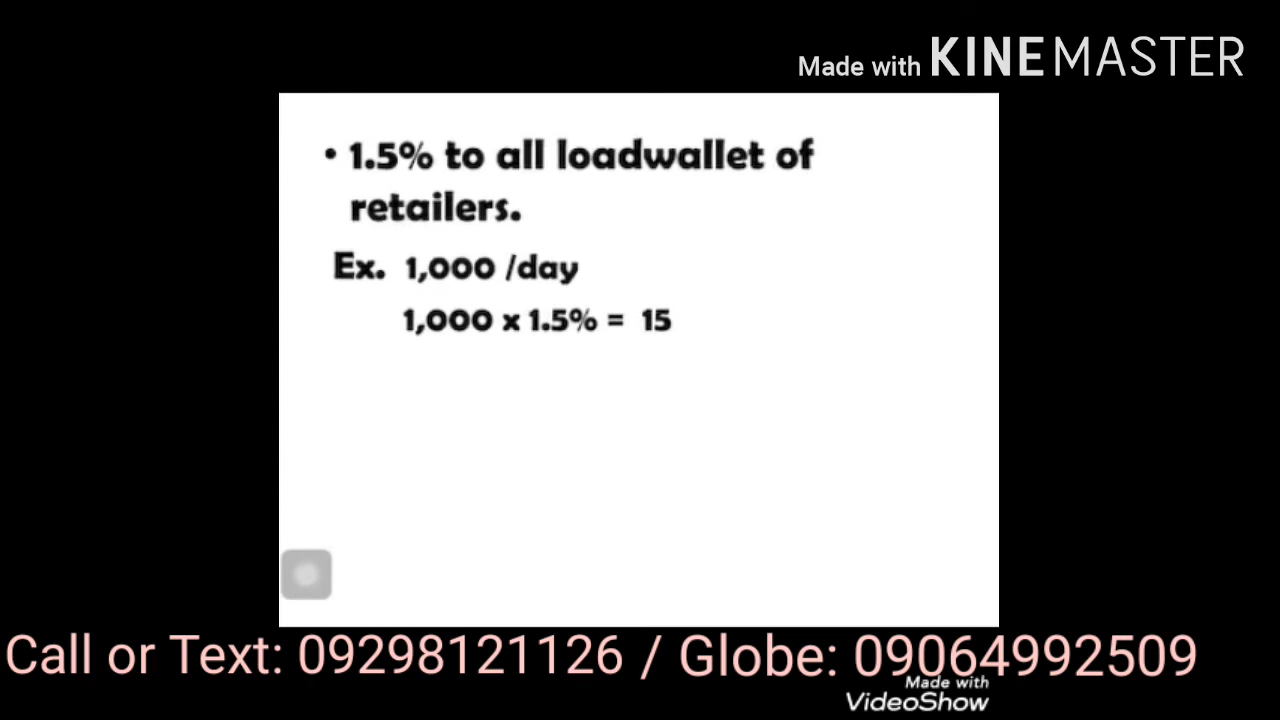 Made with KINEMASTER
• 1.5% to all loadwallet of
retailers.
Ex. 1,000 /day
1,000 x 1.5% = 15
Call or Text: 09298121126 / Globe: 09064992509
Made with
VideoShow